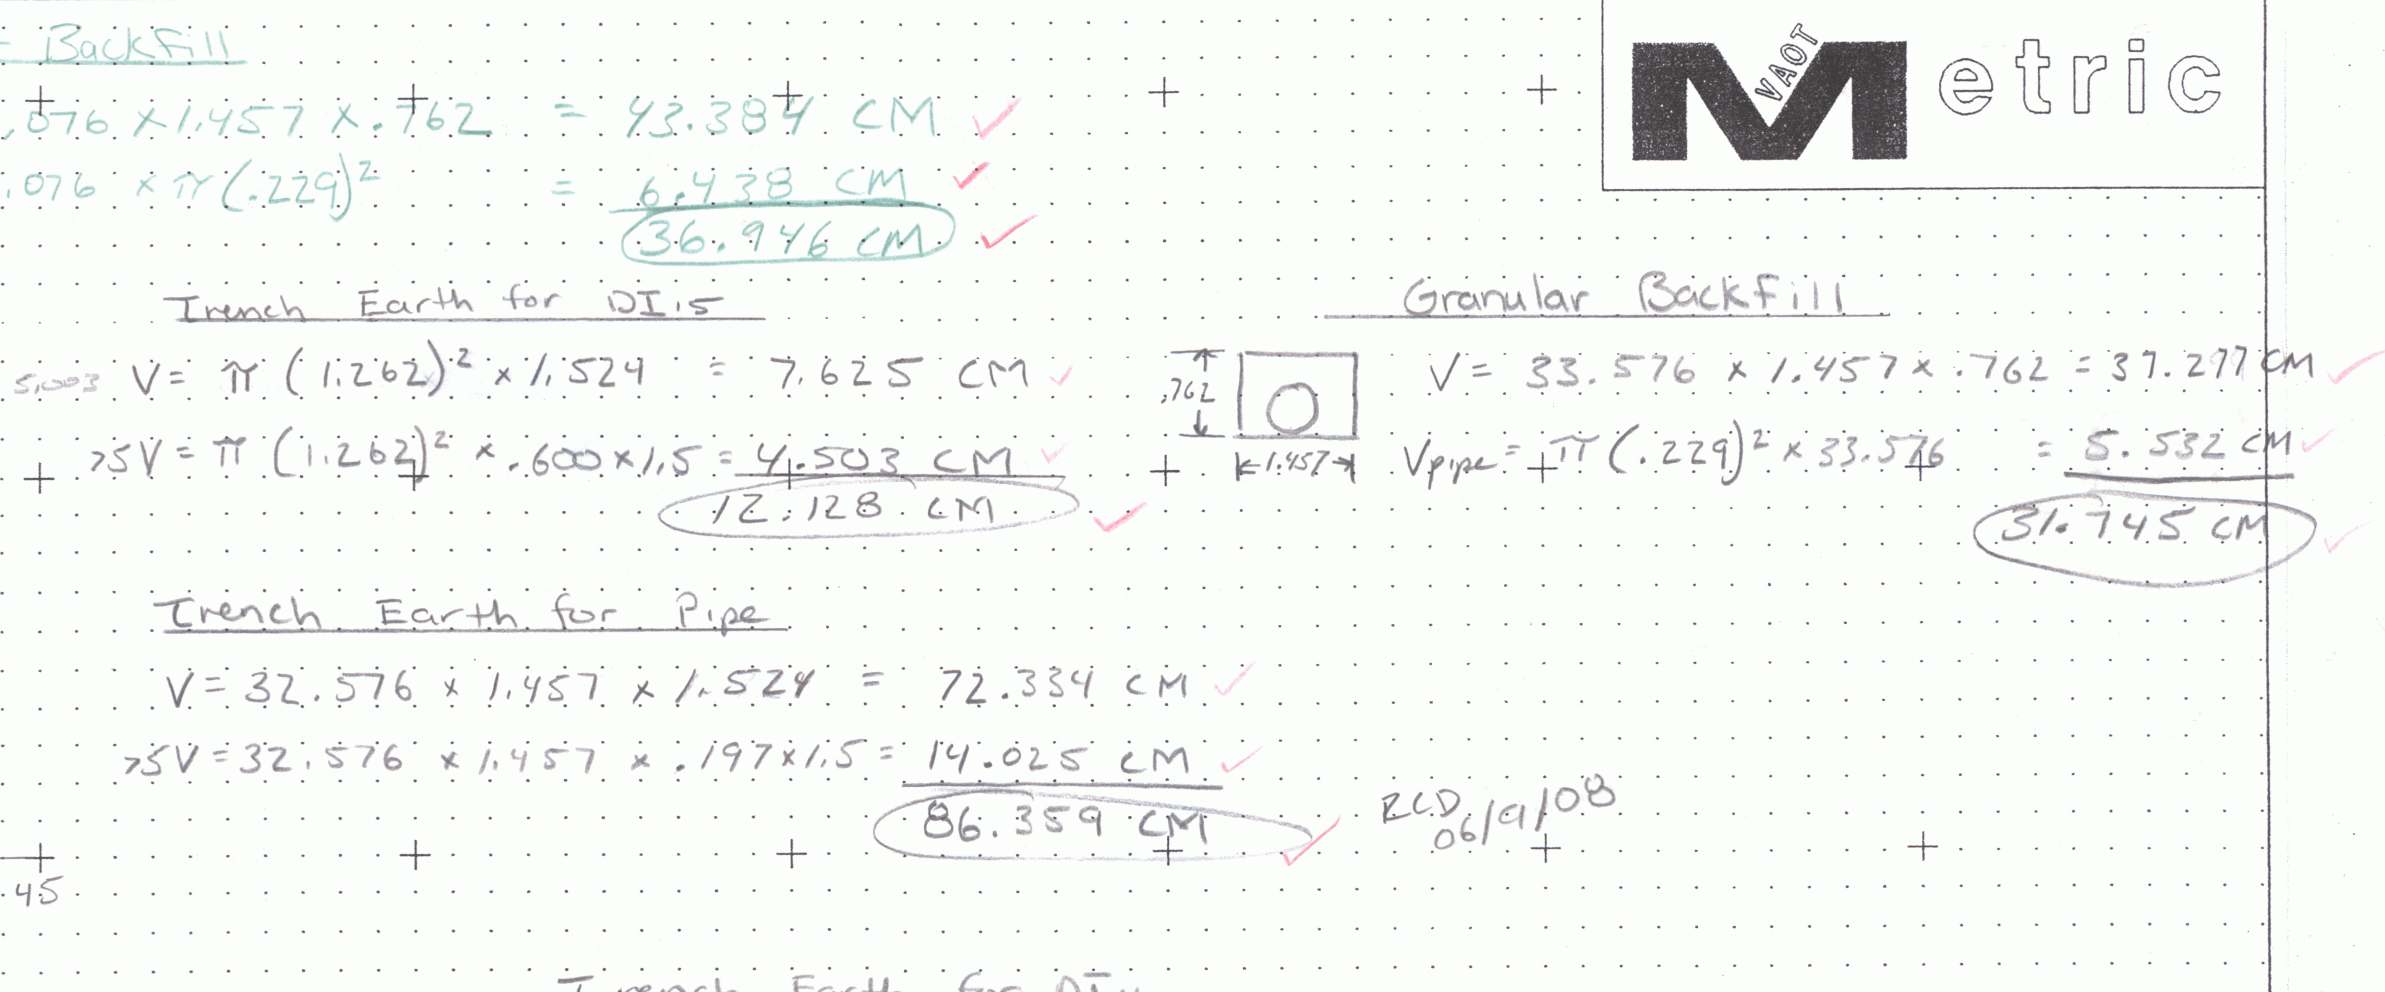 = Backfill
.076 x 1.457 x .762 = 43.384 CM
.076 x π(.229)² = 6.438 CM
36.946 CM
VAOT Metric
Trench Earth for DI.5
5.003 V = π (1.262)² x 1.524 = 7.625 CM
>5V = π (1.262)² x .600 x 1.5 = 4.503 CM
12.128 CM
Granular Backfill
.762
1.457
V = 33.576 x 1.457 x .762 = 37.277 CM
Vpipe = π (.229)² x 33.576 = 5.532 CM
31.745 CM
Trench Earth for Pipe
V = 32.576 x 1.457 x 1.524 = 72.334 CM
>5V = 32.576 x 1.457 x .197 x 1.5 = 14.025 CM
86.359 CM
RCD
06/9/08
.45
Trench Earth for